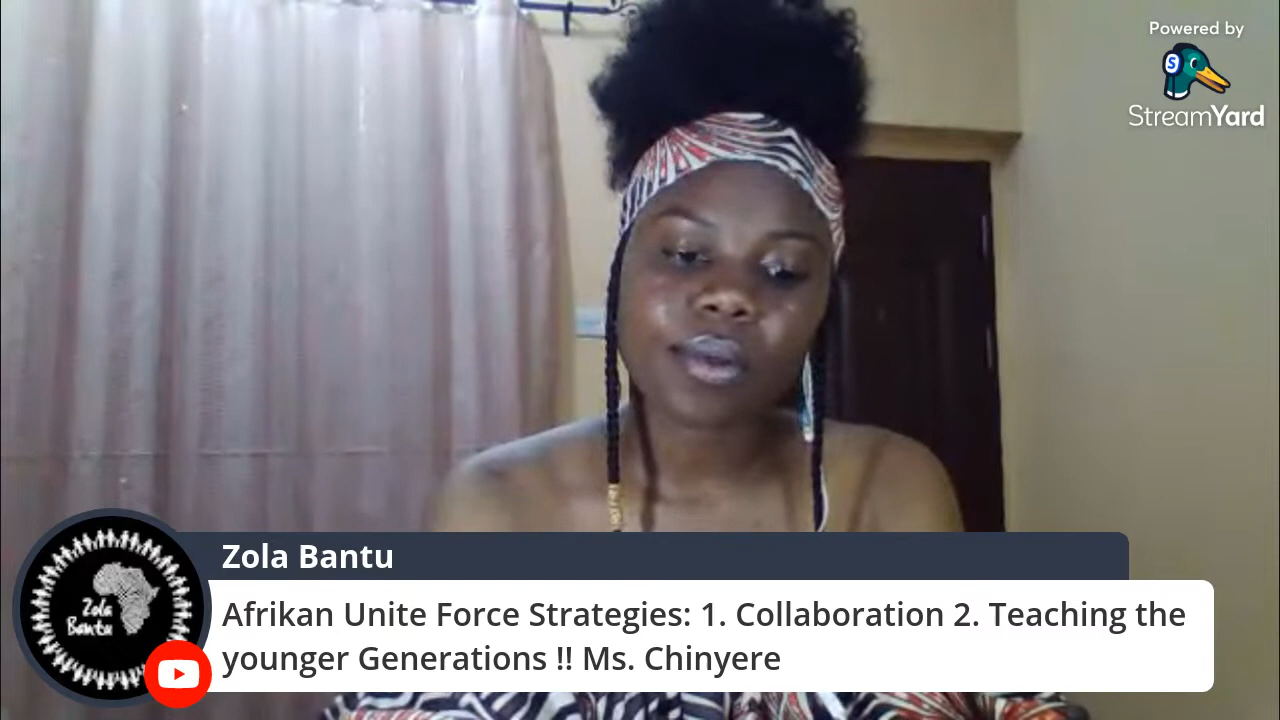 Powered by
S
StreamYard
Zola Bantu
Afrikan Unite Force Strategies: 1. Collaboration 2. Teaching the
younger Generations !! Ms. Chinyere
Zola
Bantu